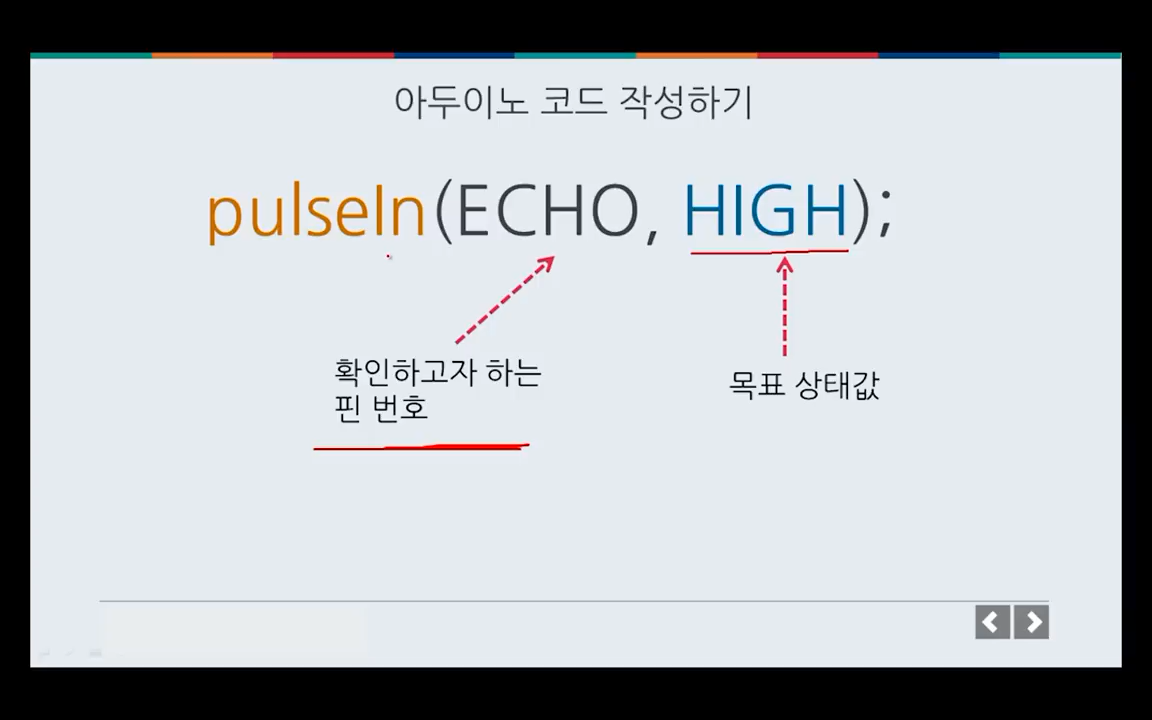 아두이노 코드 작성하기
pulseIn(ECHO, HIGH);
확인하고자 하는
핀 번호
목표 상태값